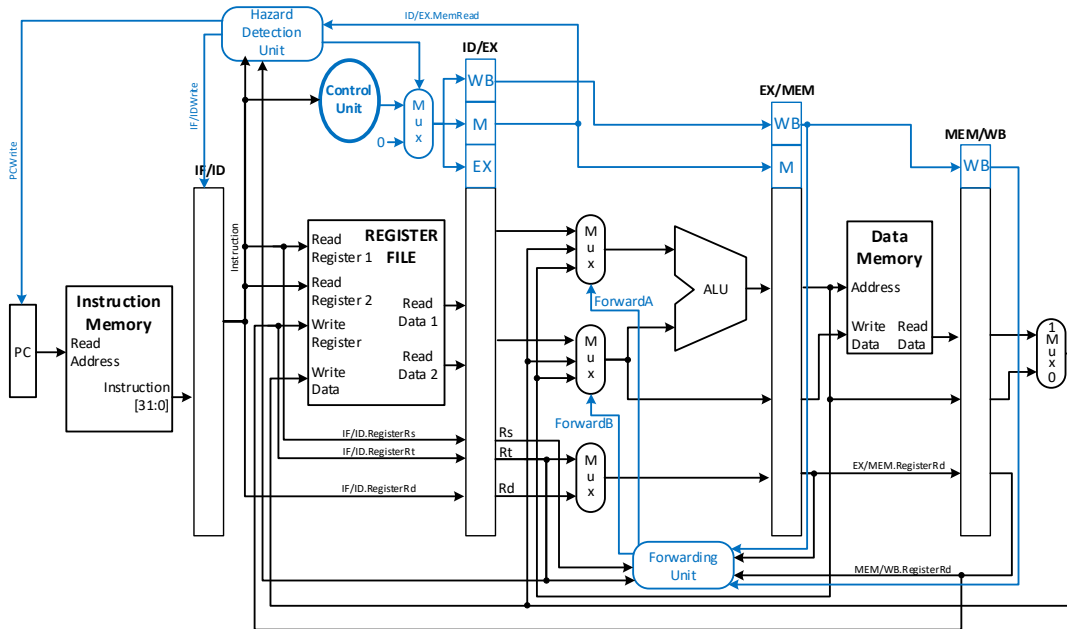 Hazard
Detection
Unit
ID/EX.MemRead
ID/EX
WB
M
EX
Control
Unit
M
u
x
0
EX/MEM
WB
M
MEM/WB
WB
PCWrite
IF/IDWrite
IF/ID
Instruction
PC
Instruction
Memory
Read
Address
Instruction
[31:0]
REGISTER
FILE
Read
Register 1
Read
Register 2
Write
Register
Write
Data
Read
Data 1
Read
Data 2
M
u
x
ForwardA
M
u
x
ForwardB
ALU
Data
Memory
Address
Write
Data
Read
Data
1
M
u
x
0
IF/ID.RegisterRs
IF/ID.RegisterRt
IF/ID.RegisterRd
Rs
Rt
Rd
M
u
x
EX/MEM.RegisterRd
Forwarding
Unit
MEM/WB.RegisterRd